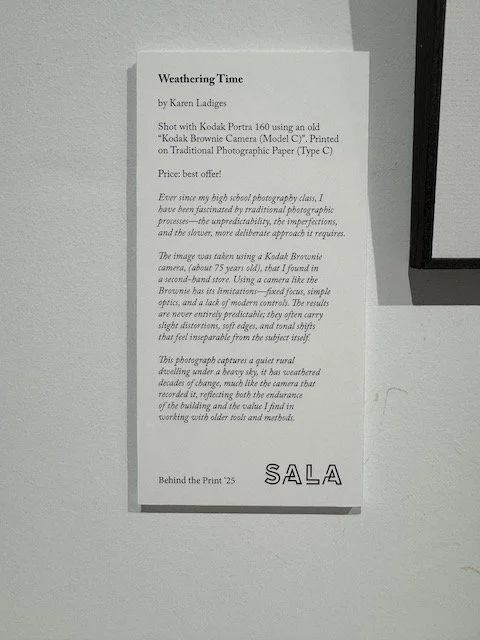 Weathering Time
by Karen Ladiges
Shot with Kodak Portra 160 using an old
“Kodak Brownie Camera (Model C)”. Printed
on Traditional Photographic Paper (Type C)
Price: best offer!
Ever since my high school photography class, I
have been fascinated by traditional photographic
processes—the unpredictability, the imperfections,
and the slower, more deliberate approach it requires.
The image was taken using a Kodak Brownie
camera, (about 75 years old), that I found in
a second-hand store. Using a camera like the
Brownie has its limitations—fixed focus, simple
optics, and a lack of modern controls. The results
are never entirely predictable; they often carry
slight distortions, soft edges, and tonal shifts
that feel inseparable from the subject itself.
This photograph captures a quiet rural
dwelling under a heavy sky, it has weathered
decades of change, much like the camera that
recorded it, reflecting both the endurance
of the building and the value I find in
working with older tools and methods.
Behind the Print ’25
SALA